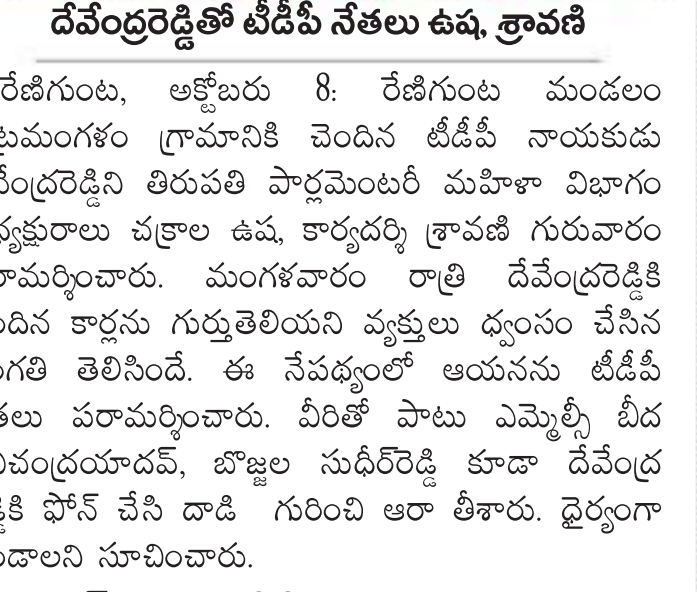 దేవేంద్రరెడ్డితో టీడీపీ నేతలు ఉష, శ్రావణి
రేణిగుంట, అక్టోబరు 8: రేణిగుంట మండలం
గ్రామానికి చెందిన టీడీపీ నాయకుడు
తిరుపతి పార్లమెంటరీ మహిళా విభాగం
చక్రాల ఉష, కార్యదర్శి శ్రావణి గురువారం
మంగళవారం రాత్రి దేవేంద్రరెడ్డికి
కార్లను గుర్తుతెలియని వ్యక్తులు ధ్వంసం చేసిన
తెలిసిందే. ఈ నేపథ్యంలో ఆయనను టీడీపీ
పరామర్శించారు. వీరితో పాటు ఎమ్మెల్సీ బీద
బొజ్జల సుధీర్‌రెడ్డి కూడా దేవేంద్ర
ఫోన్ చేసి దాడి గురించి ఆరా తీశారు. ధైర్యంగా
సూచించారు.